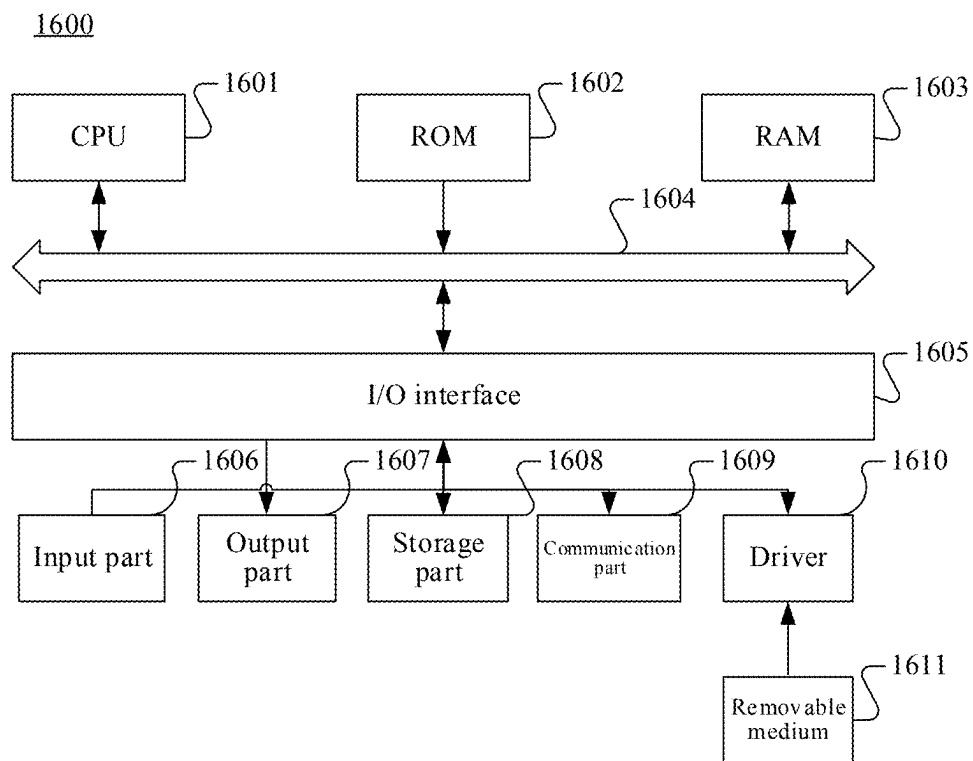 1600
1601
1602
1603
CPU
ROM
RAM
1604
1605
I/O interface
1606
1607
1608
1609
1610
Input part
Output
part
Storage
part
Communication
part
Driver
1611
Removable
medium